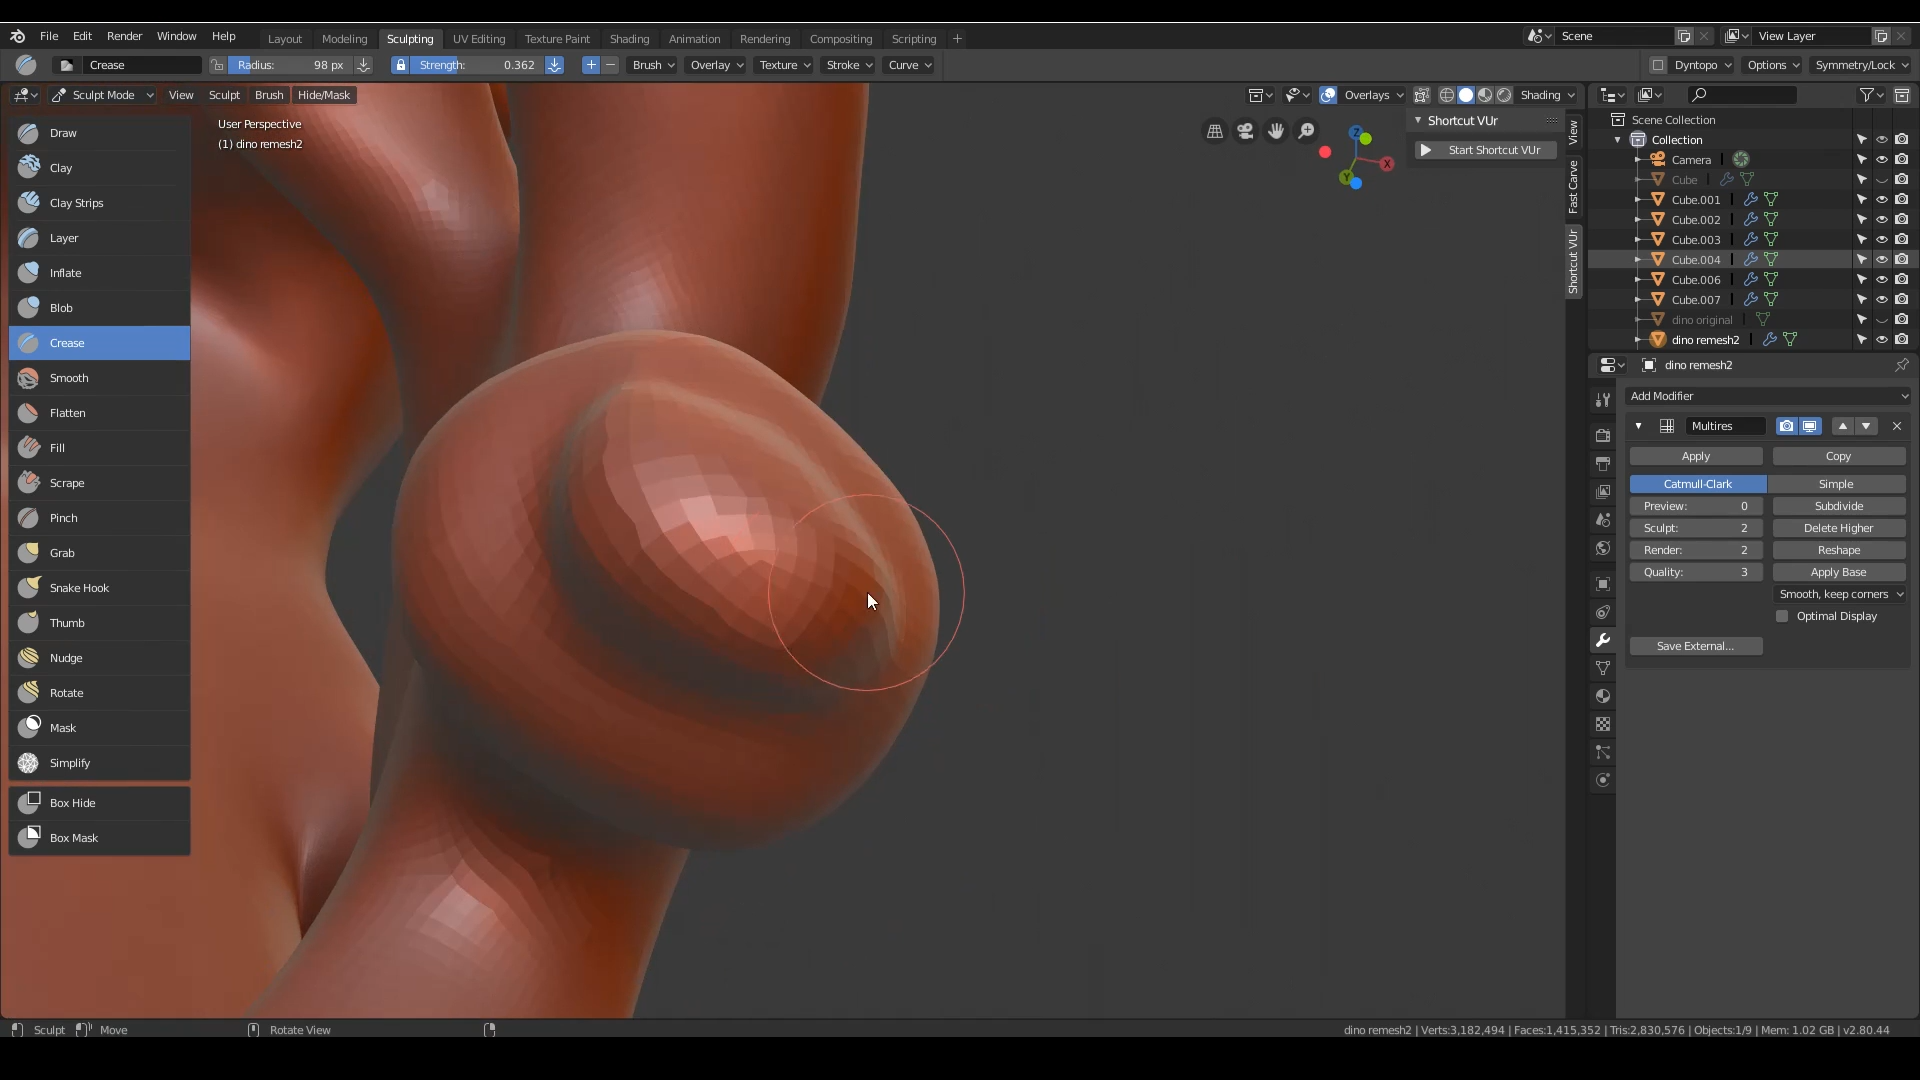 File Edit Render Window Help Layout Modeling Sculpting UV Editing Texture Paint Shading Animation Rendering Compositing Scripting + Scene View Layer
Crease Radius: 98 px Strength: 0.362 + − Brush Overlay Texture Stroke Curve Dyntopo Options Symmetry/Lock
Sculpt Mode View Sculpt Brush Hide/Mask Overlays Shading
User Perspective
(1) dino remesh2
Draw
Clay
Clay Strips
Layer
Inflate
Blob
Crease
Smooth
Flatten
Fill
Scrape
Pinch
Grab
Snake Hook
Thumb
Nudge
Rotate
Mask
Simplify
Box Hide
Box Mask
Z
X
Y
Shortcut VUr
Start Shortcut VUr
View
Fast Carve
Shortcut VUr
Scene Collection
Collection
Camera
Cube
Cube.001
Cube.002
Cube.003
Cube.004
Cube.006
Cube.007
dino original
dino remesh2
dino remesh2
Add Modifier
Multires
Apply Copy
Catmull-Clark Simple
Preview: 0 Subdivide
Sculpt: 2 Delete Higher
Render: 2 Reshape
Quality: 3 Apply Base
Smooth, keep corners
Optimal Display
Save External...
Sculpt Move Rotate View dino remesh2 | Verts:3,182,494 | Faces:1,415,352 | Tris:2,830,576 | Objects:1/9 | Mem: 1.02 GB | v2.80.44